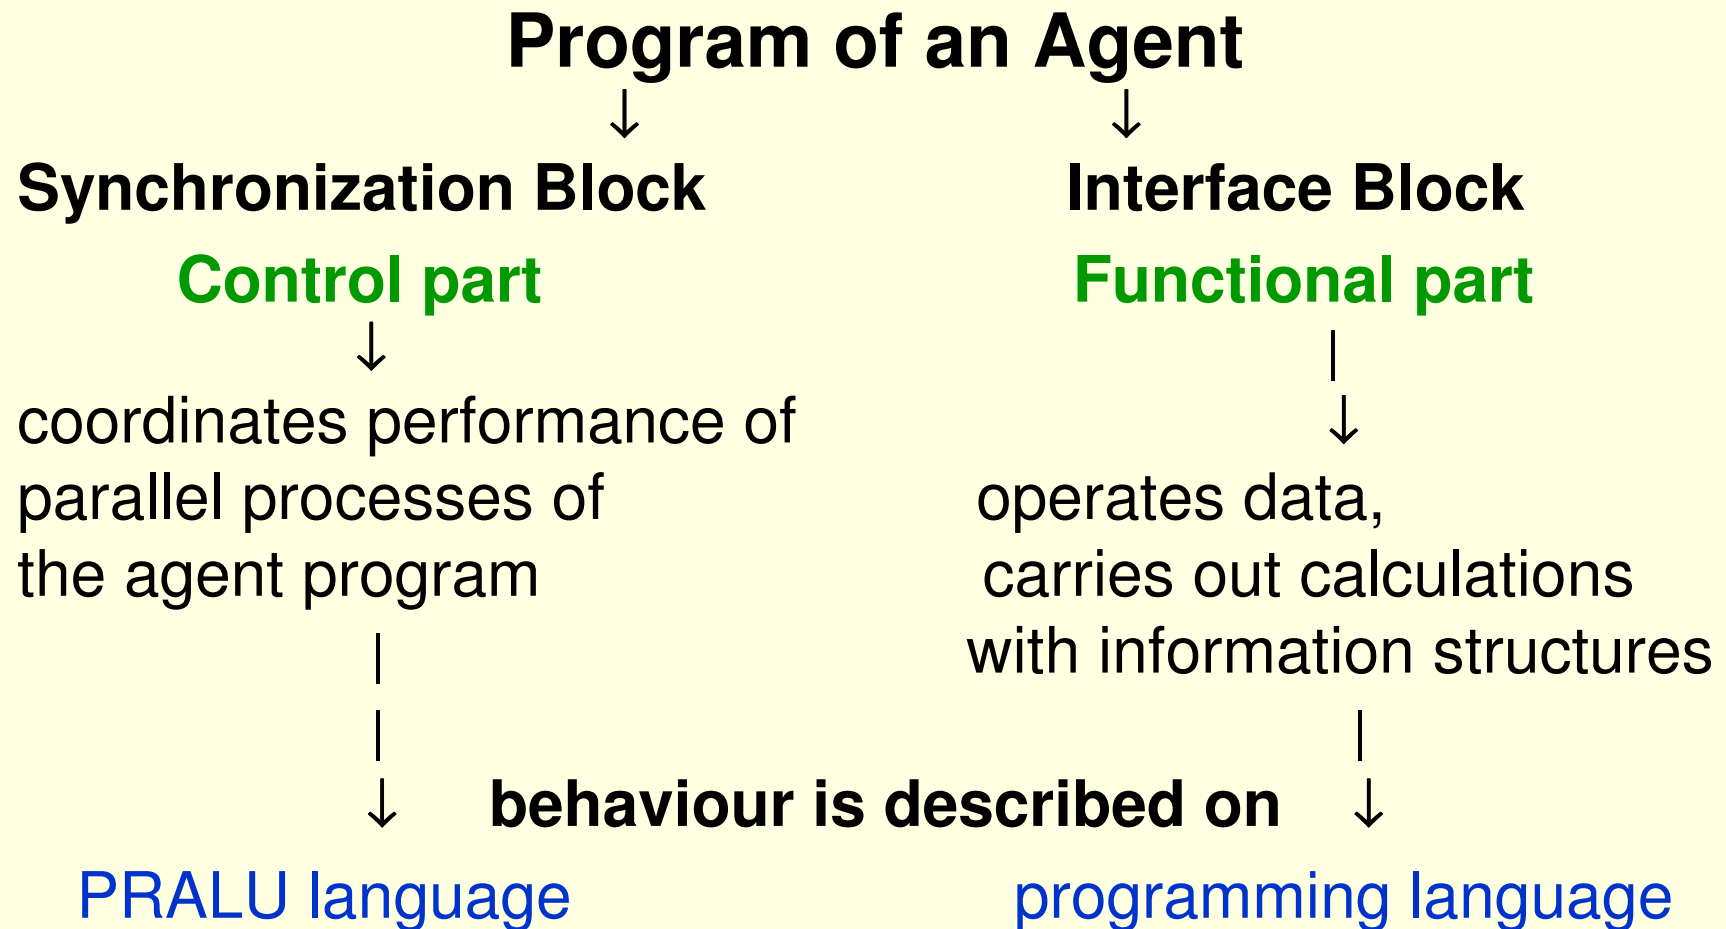 Program of an Agent
↓ ↓
Synchronization Block
Control part
↓
coordinates performance of
parallel processes of
the agent program
|
|
↓
Interface Block
Functional part
|
↓
operates data,
carries out calculations
with information structures
|
↓
behaviour is described on
PRALU language
programming language